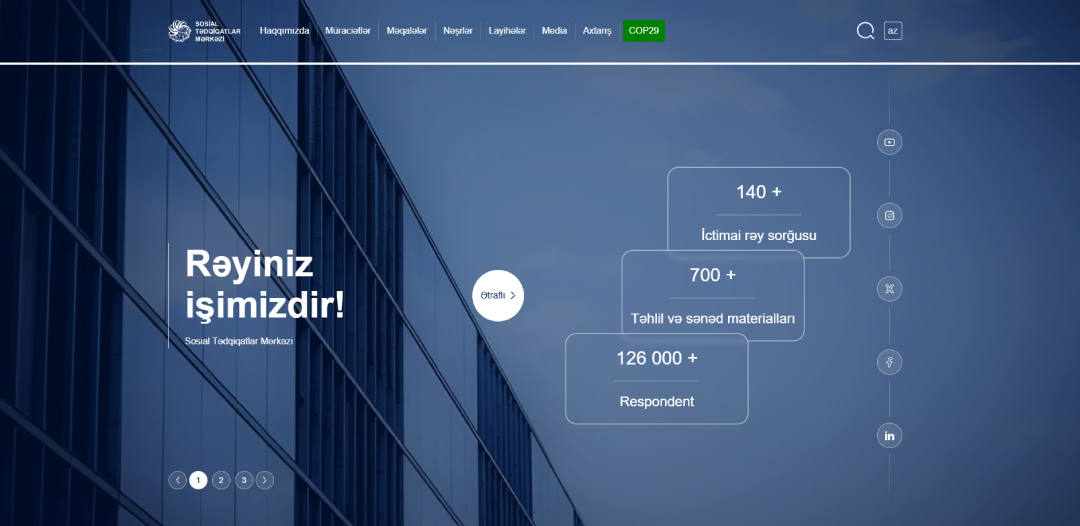 SOSİAL
TƏDQİQATLAR
MƏRKƏZİ
Haqqımızda
Müraciətlər
Məqalələr
Nəşrlər
Layihələr
Media
Axtarış
COP29
az
140 +
İctimai rəy sorğusu
700 +
Təhlil və sənəd materialları
126 000 +
Respondent
Rəyiniz
işimizdir!
Sosial Tədqiqatlar Mərkəzi
Ətraflı
1
2
3